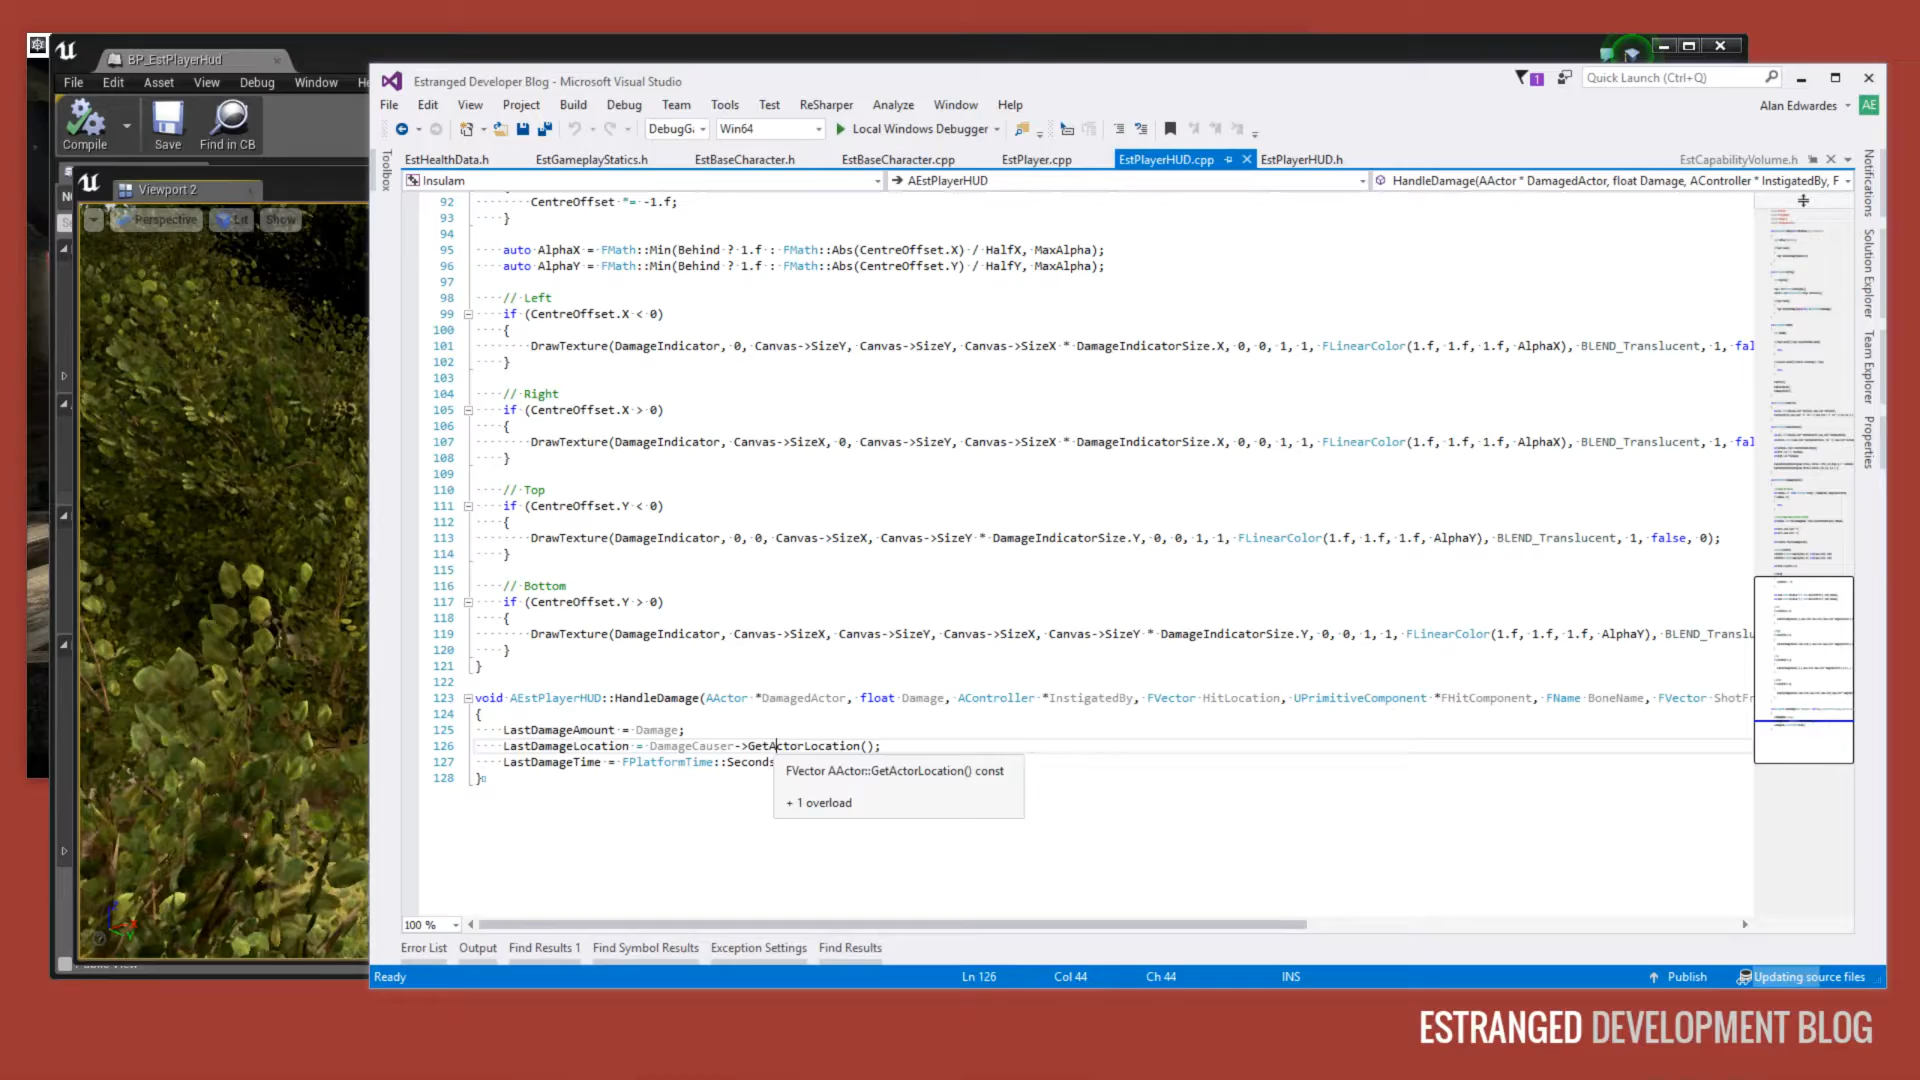 BP_EstPlayerHud
File Edit Asset View Debug Window He
Compile Save Find in CB
Viewport 2
Perspective Lit Show
Estranged Developer Blog - Microsoft Visual Studio
1 Quick Launch (Ctrl+Q)
File Edit View Project Build Debug Team Tools Test ReSharper Analyze Window Help
Alan Edwardes AE
DebugG Win64 Local Windows Debugger
Toolbox
EstHealthData.h EstGameplayStatics.h EstBaseCharacter.h EstBaseCharacter.cpp EstPlayer.cpp EstPlayerHUD.cpp EstPlayerHUD.h EstCapabilityVolume.h
Insulam AEstPlayerHUD HandleDamage(AActor * DamagedActor, float Damage, AController * InstigatedBy, F
92 CentreOffset *= -1.f;
93 }
94
95 auto AlphaX = FMath::Min(Behind ? 1.f : FMath::Abs(CentreOffset.X) / HalfX, MaxAlpha);
96 auto AlphaY = FMath::Min(Behind ? 1.f : FMath::Abs(CentreOffset.Y) / HalfY, MaxAlpha);
97
98 // Left
99 if (CentreOffset.X < 0)
100 {
101 DrawTexture(DamageIndicator, 0, Canvas->SizeY, Canvas->SizeY, Canvas->SizeX * DamageIndicatorSize.X, 0, 0, 1, 1, FLinearColor(1.f, 1.f, 1.f, AlphaX), BLEND_Translucent, 1, fal
102 }
103
104 // Right
105 if (CentreOffset.X > 0)
106 {
107 DrawTexture(DamageIndicator, Canvas->SizeX, 0, Canvas->SizeY, Canvas->SizeX * DamageIndicatorSize.X, 0, 0, 1, 1, FLinearColor(1.f, 1.f, 1.f, AlphaX), BLEND_Translucent, 1, fal
108 }
109
110 // Top
111 if (CentreOffset.Y < 0)
112 {
113 DrawTexture(DamageIndicator, 0, 0, Canvas->SizeX, Canvas->SizeY * DamageIndicatorSize.Y, 0, 0, 1, 1, FLinearColor(1.f, 1.f, 1.f, AlphaY), BLEND_Translucent, 1, false, 0);
114 }
115
116 // Bottom
117 if (CentreOffset.Y > 0)
118 {
119 DrawTexture(DamageIndicator, Canvas->SizeX, Canvas->SizeY, Canvas->SizeX, Canvas->SizeY * DamageIndicatorSize.Y, 0, 0, 1, 1, FLinearColor(1.f, 1.f, 1.f, AlphaY), BLEND_Translu
120 }
121 }
122
123 void AEstPlayerHUD::HandleDamage(AActor *DamagedActor, float Damage, AController *InstigatedBy, FVector HitLocation, UPrimitiveComponent *FHitComponent, FName BoneName, FVector ShotFr
124 {
125 LastDamageAmount = Damage;
126 LastDamageLocation = DamageCauser->GetActorLocation();
127 LastDamageTime = FPlatformTime::Seconds
128 }
FVector AActor::GetActorLocation() const
+ 1 overload
Notifications
Solution Explorer
Team Explorer
Properties
100 %
Error List Output Find Results 1 Find Symbol Results Exception Settings Find Results
Ready Ln 126 Col 44 Ch 44 INS Publish Updating source files
ESTRANGED DEVELOPMENT BLOG